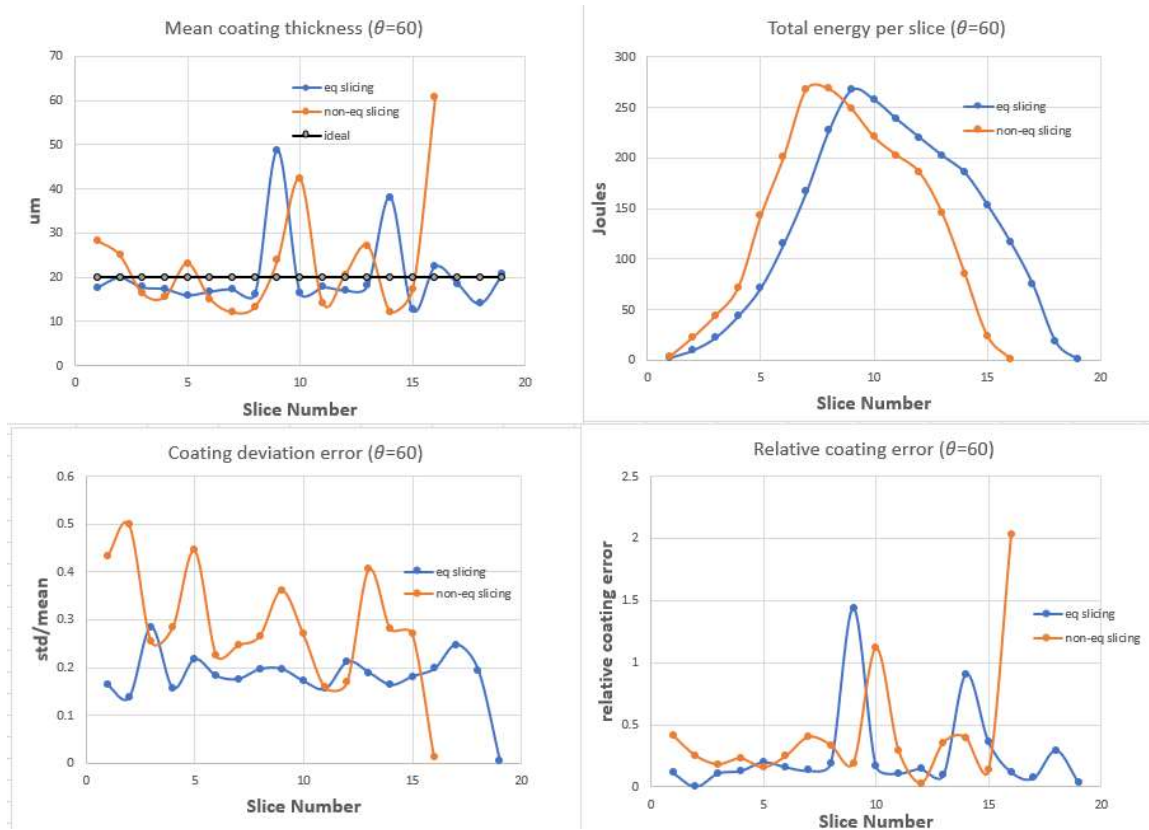 Mean coating thickness (θ=60)
70
60
50
40
30
20
10
0
um
eq slicing
non-eq slicing
ideal
0 5 10 15 20
Slice Number
Total energy per slice (θ=60)
300
250
200
150
100
50
0
Joules
eq slicing
non-eq slicing
0 5 10 15 20
Slice Number
Coating deviation error (θ=60)
0.6
0.5
0.4
0.3
0.2
0.1
0
std/mean
eq slicing
non-eq slicing
0 5 10 15 20
Slice Number
Relative coating error (θ=60)
2.5
2
1.5
1
0.5
0
relative coating error
eq slicing
non-eq slicing
0 5 10 15 20
Slice Number